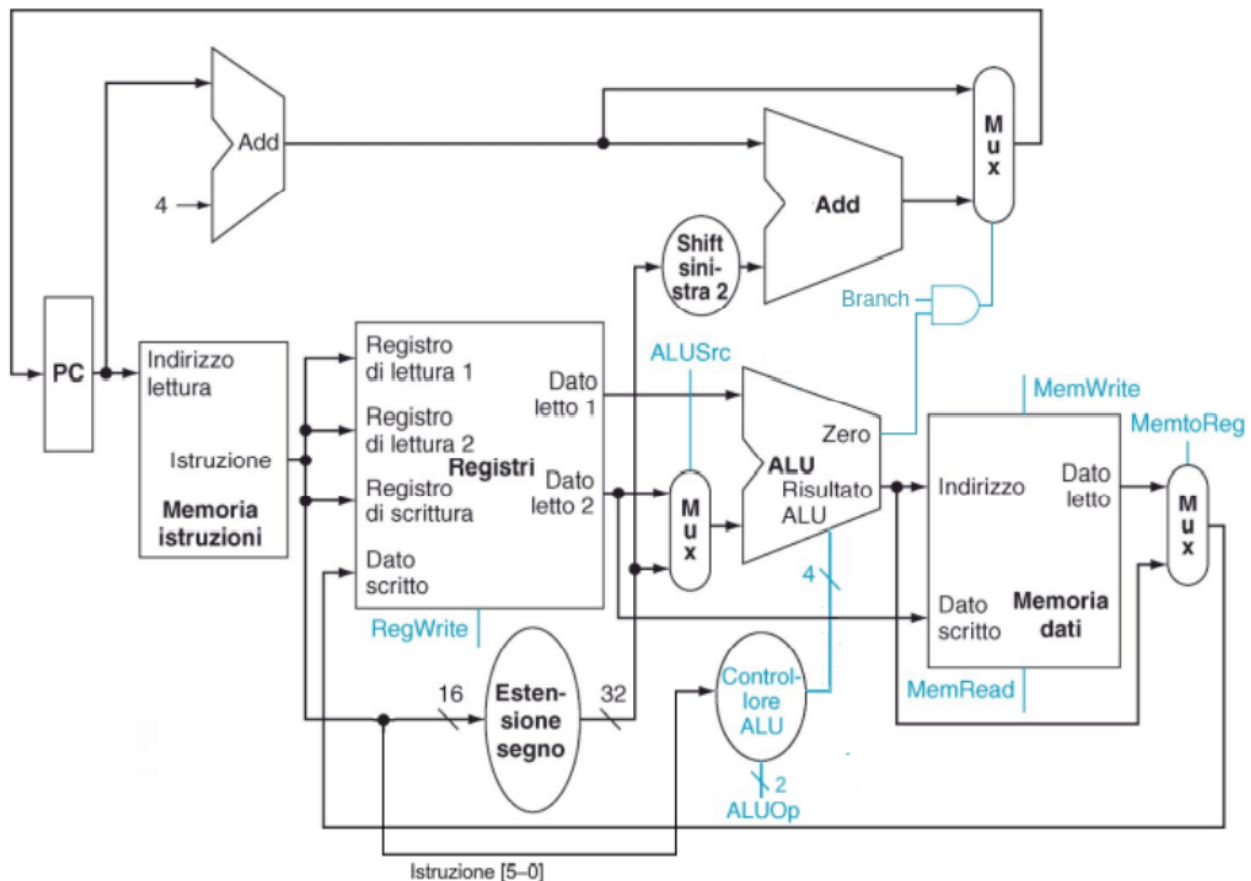 Add
4
M
u
x
Add
Shift
sini-
stra 2
Branch
PC
Indirizzo
lettura
Istruzione
Memoria
istruzioni
Registro
di lettura 1
Registro
di lettura 2
Registri
Registro
di scrittura
Dato
scritto
Dato
letto 1
Dato
letto 2
RegWrite
ALUSrc
M
u
x
Zero
ALU
Risultato
ALU
4
MemWrite
Indirizzo
Dato
letto
Dato
scritto
Memoria
dati
MemRead
MemtoReg
M
u
x
16
Esten-
sione
segno
32
Control-
lore
ALU
2
ALUOp
Istruzione [5–0]